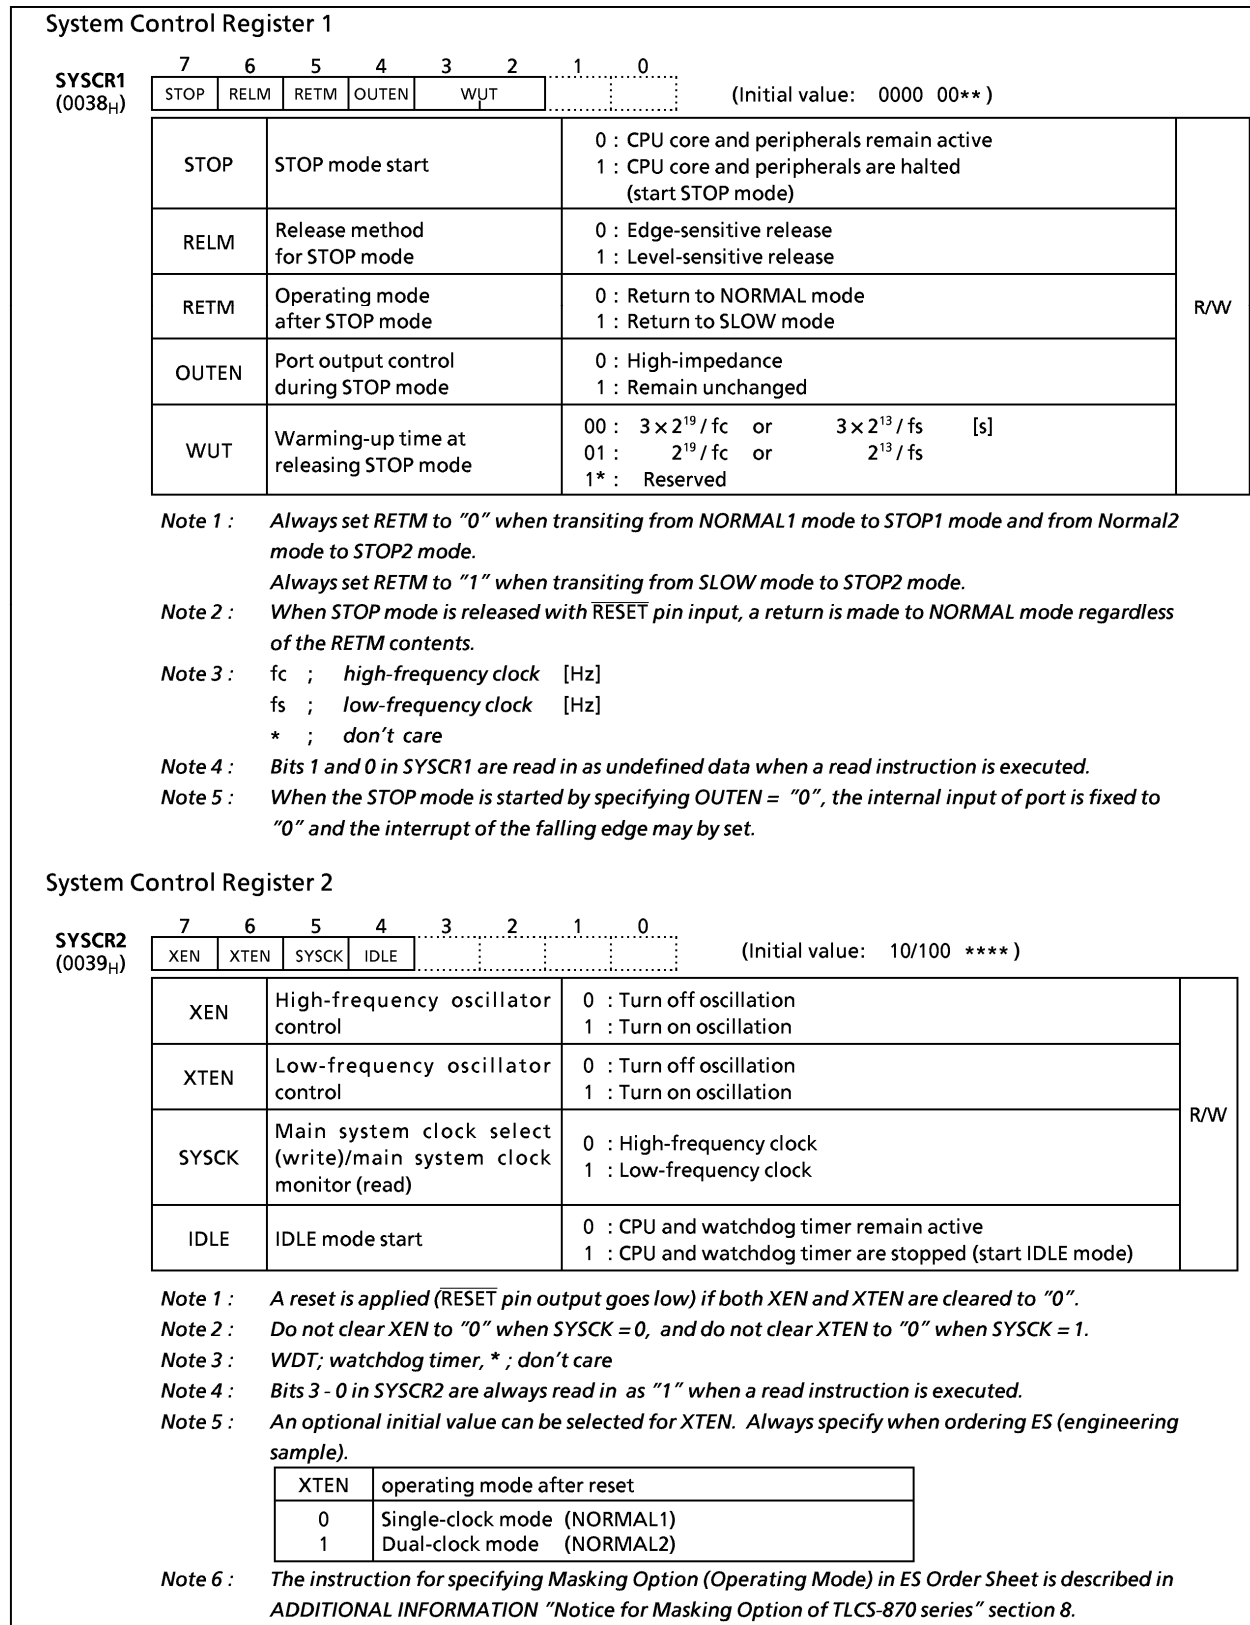 System Control Register 1
7 6 5 4 3 2 1 0
SYSCR1
(0038H)
STOP RELM RETM OUTEN WUT
(Initial value: 0000 00**)
STOP
STOP mode start
0 : CPU core and peripherals remain active
1 : CPU core and peripherals are halted
(start STOP mode)
R/W
RELM
Release method
for STOP mode
0 : Edge-sensitive release
1 : Level-sensitive release
RETM
Operating mode
after STOP mode
0 : Return to NORMAL mode
1 : Return to SLOW mode
OUTEN
Port output control
during STOP mode
0 : High-impedance
1 : Remain unchanged
WUT
Warming-up time at
releasing STOP mode
00 : 3 × 2¹⁹ / fc or 3 × 2¹³ / fs [s]
01 : 2¹⁹ / fc or 2¹³ / fs
1* : Reserved
Note 1 : Always set RETM to "0" when transiting from NORMAL1 mode to STOP1 mode and from Normal2
mode to STOP2 mode.
Always set RETM to "1" when transiting from SLOW mode to STOP2 mode.
Note 2 : When STOP mode is released with RESET pin input, a return is made to NORMAL mode regardless
of the RETM contents.
Note 3 : fc ; high-frequency clock [Hz]
fs ; low-frequency clock [Hz]
* ; don't care
Note 4 : Bits 1 and 0 in SYSCR1 are read in as undefined data when a read instruction is executed.
Note 5 : When the STOP mode is started by specifying OUTEN = "0", the internal input of port is fixed to
"0" and the interrupt of the falling edge may by set.
System Control Register 2
7 6 5 4 3 2 1 0
SYSCR2
(0039H)
XEN XTEN SYSCK IDLE
(Initial value: 10/100 ****)
XEN
High-frequency oscillator
control
0 : Turn off oscillation
1 : Turn on oscillation
R/W
XTEN
Low-frequency oscillator
control
0 : Turn off oscillation
1 : Turn on oscillation
SYSCK
Main system clock select
(write)/main system clock
monitor (read)
0 : High-frequency clock
1 : Low-frequency clock
IDLE
IDLE mode start
0 : CPU and watchdog timer remain active
1 : CPU and watchdog timer are stopped (start IDLE mode)
Note 1 : A reset is applied (RESET pin output goes low) if both XEN and XTEN are cleared to "0".
Note 2 : Do not clear XEN to "0" when SYSCK = 0, and do not clear XTEN to "0" when SYSCK = 1.
Note 3 : WDT; watchdog timer, * ; don't care
Note 4 : Bits 3 - 0 in SYSCR2 are always read in as "1" when a read instruction is executed.
Note 5 : An optional initial value can be selected for XTEN. Always specify when ordering ES (engineering
sample).
XTEN operating mode after reset
0 Single-clock mode (NORMAL1)
1 Dual-clock mode (NORMAL2)
Note 6 : The instruction for specifying Masking Option (Operating Mode) in ES Order Sheet is described in
ADDITIONAL INFORMATION "Notice for Masking Option of TLCS-870 series" section 8.